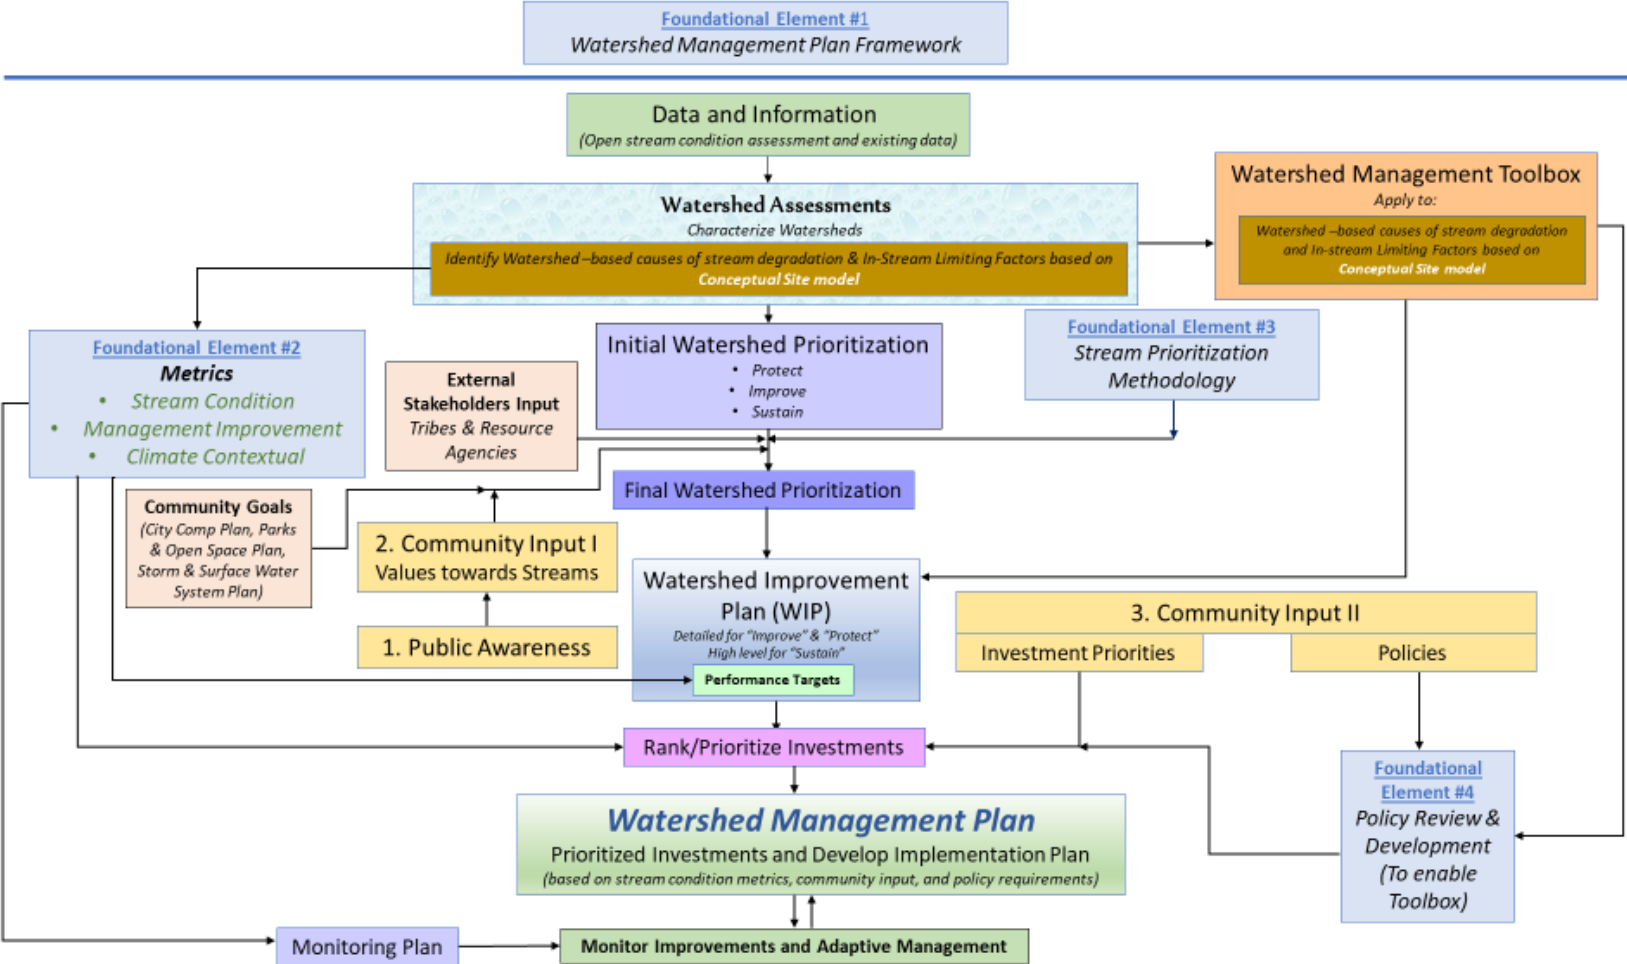 Foundational Element #1
Watershed Management Plan Framework
Data and Information
(Open stream condition assessment and existing data)
Watershed Assessments
Characterize Watersheds
Identify Watershed –based causes of stream degradation & In-Stream Limiting Factors based on
Conceptual Site model
Watershed Management Toolbox
Apply to:
Watershed –based causes of stream degradation
and In-stream Limiting Factors based on
Conceptual Site model
Foundational Element #2
Metrics
• Stream Condition
• Management Improvement
• Climate Contextual
External
Stakeholders Input
Tribes & Resource
Agencies
Initial Watershed Prioritization
• Protect
• Improve
• Sustain
Foundational Element #3
Stream Prioritization
Methodology
Final Watershed Prioritization
Community Goals
(City Comp Plan, Parks
& Open Space Plan,
Storm & Surface Water
System Plan)
2. Community Input I
Values towards Streams
1. Public Awareness
Watershed Improvement
Plan (WIP)
Detailed for “Improve” & “Protect”
High level for “Sustain”
Performance Targets
3. Community Input II
Investment Priorities
Policies
Rank/Prioritize Investments
Foundational
Element #4
Policy Review &
Development
(To enable
Toolbox)
Watershed Management Plan
Prioritized Investments and Develop Implementation Plan
(based on stream condition metrics, community input, and policy requirements)
Monitoring Plan
Monitor Improvements and Adaptive Management